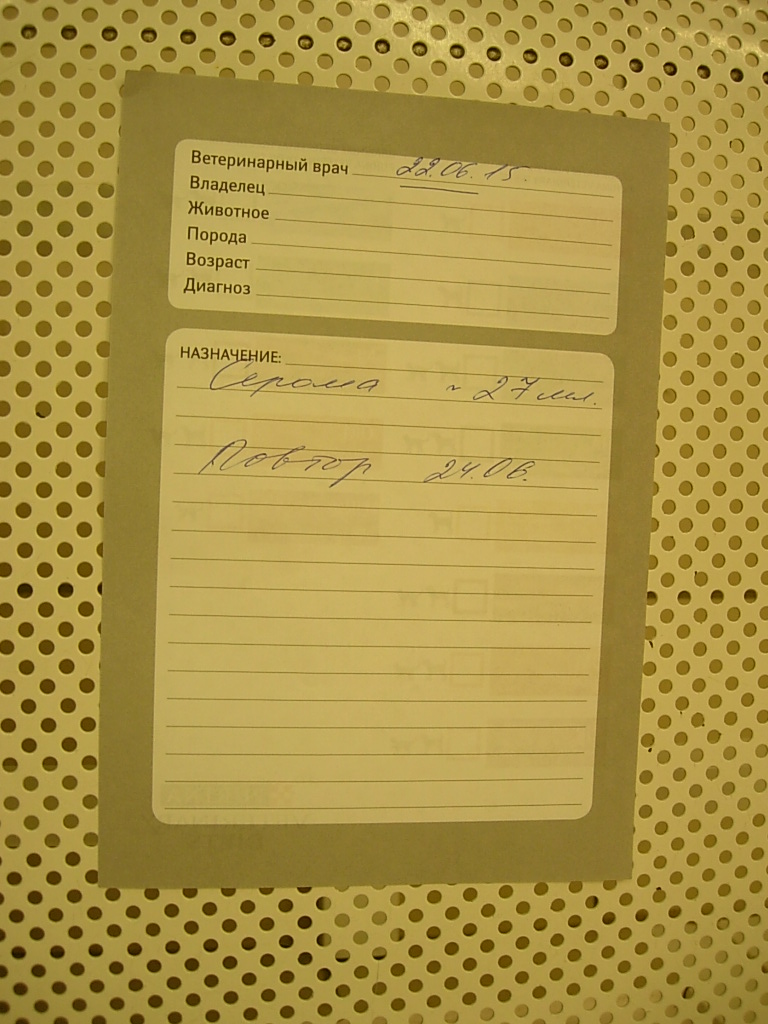 Ветеринарный врач 22.06.15.
Владелец
Животное
Порода
Возраст
Диагноз
НАЗНАЧЕНИЕ:
Серома ~ 27 мл.
Повтор 24.06.